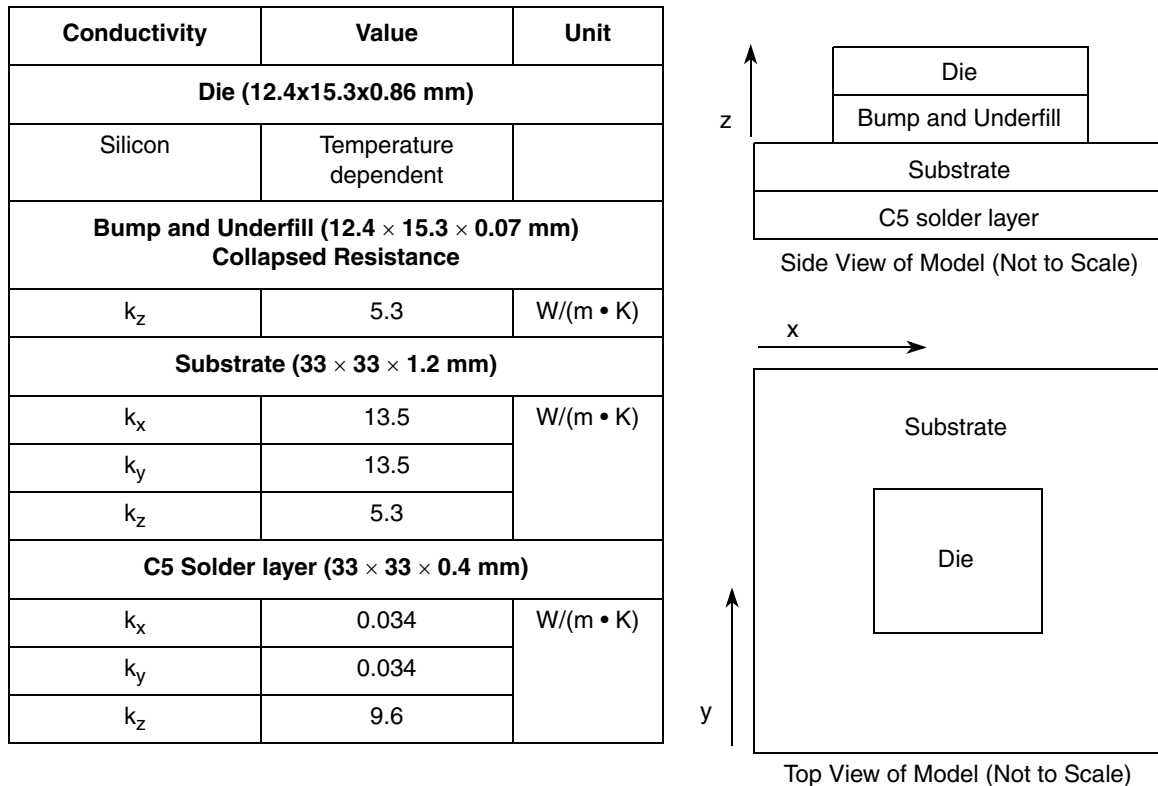 Conductivity Value Unit
Die (12.4x15.3x0.86 mm)
Silicon Temperature
dependent
Bump and Underfill (12.4 × 15.3 × 0.07 mm)
Collapsed Resistance
kz 5.3 W/(m • K)
Substrate (33 × 33 × 1.2 mm)
kx 13.5 W/(m • K)
ky 13.5
kz 5.3
C5 Solder layer (33 × 33 × 0.4 mm)
kx 0.034 W/(m • K)
ky 0.034
kz 9.6
z
Die
Bump and Underfill
Substrate
C5 solder layer
Side View of Model (Not to Scale)
x
Substrate
Die
y
Top View of Model (Not to Scale)